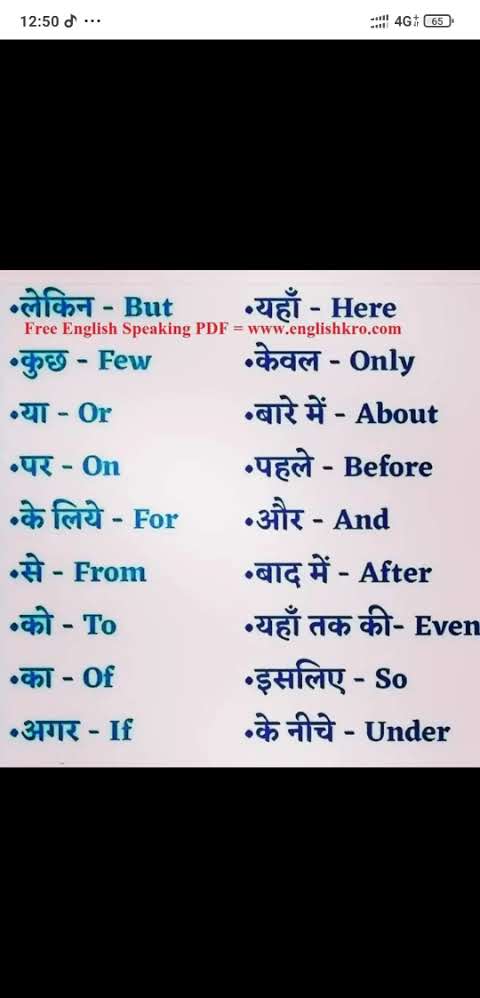 12:50 ... 4G 65
•लेकिन - But
•यहाँ - Here
Free English Speaking PDF = www.englishkro.com
•कुछ - Few
•केवल - Only
•या - Or
•बारे में - About
•पर - On
•पहले - Before
•के लिये - For
•और - And
•से - From
•बाद में - After
•को - To
•यहाँ तक की- Even
•का - Of
•इसलिए - So
•अगर - If
•के नीचे - Under